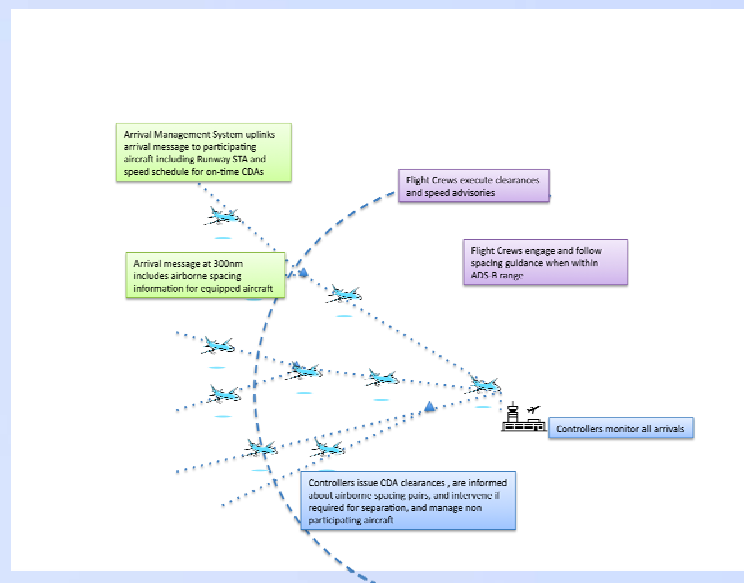 Arrival Management System uplinks
arrival message to participating
aircraft including Runway STA and
speed schedule for on-time CDAs
Flight Crews execute clearances
and speed advisories
Flight Crews engage and follow
spacing guidance when within
ADS-B range
Arrival message at 300nm
includes airborne spacing
information for equipped aircraft
Controllers monitor all arrivals
Controllers issue CDA clearances , are informed
about airborne spacing pairs, and intervene if
required for separation, and manage non
participating aircraft